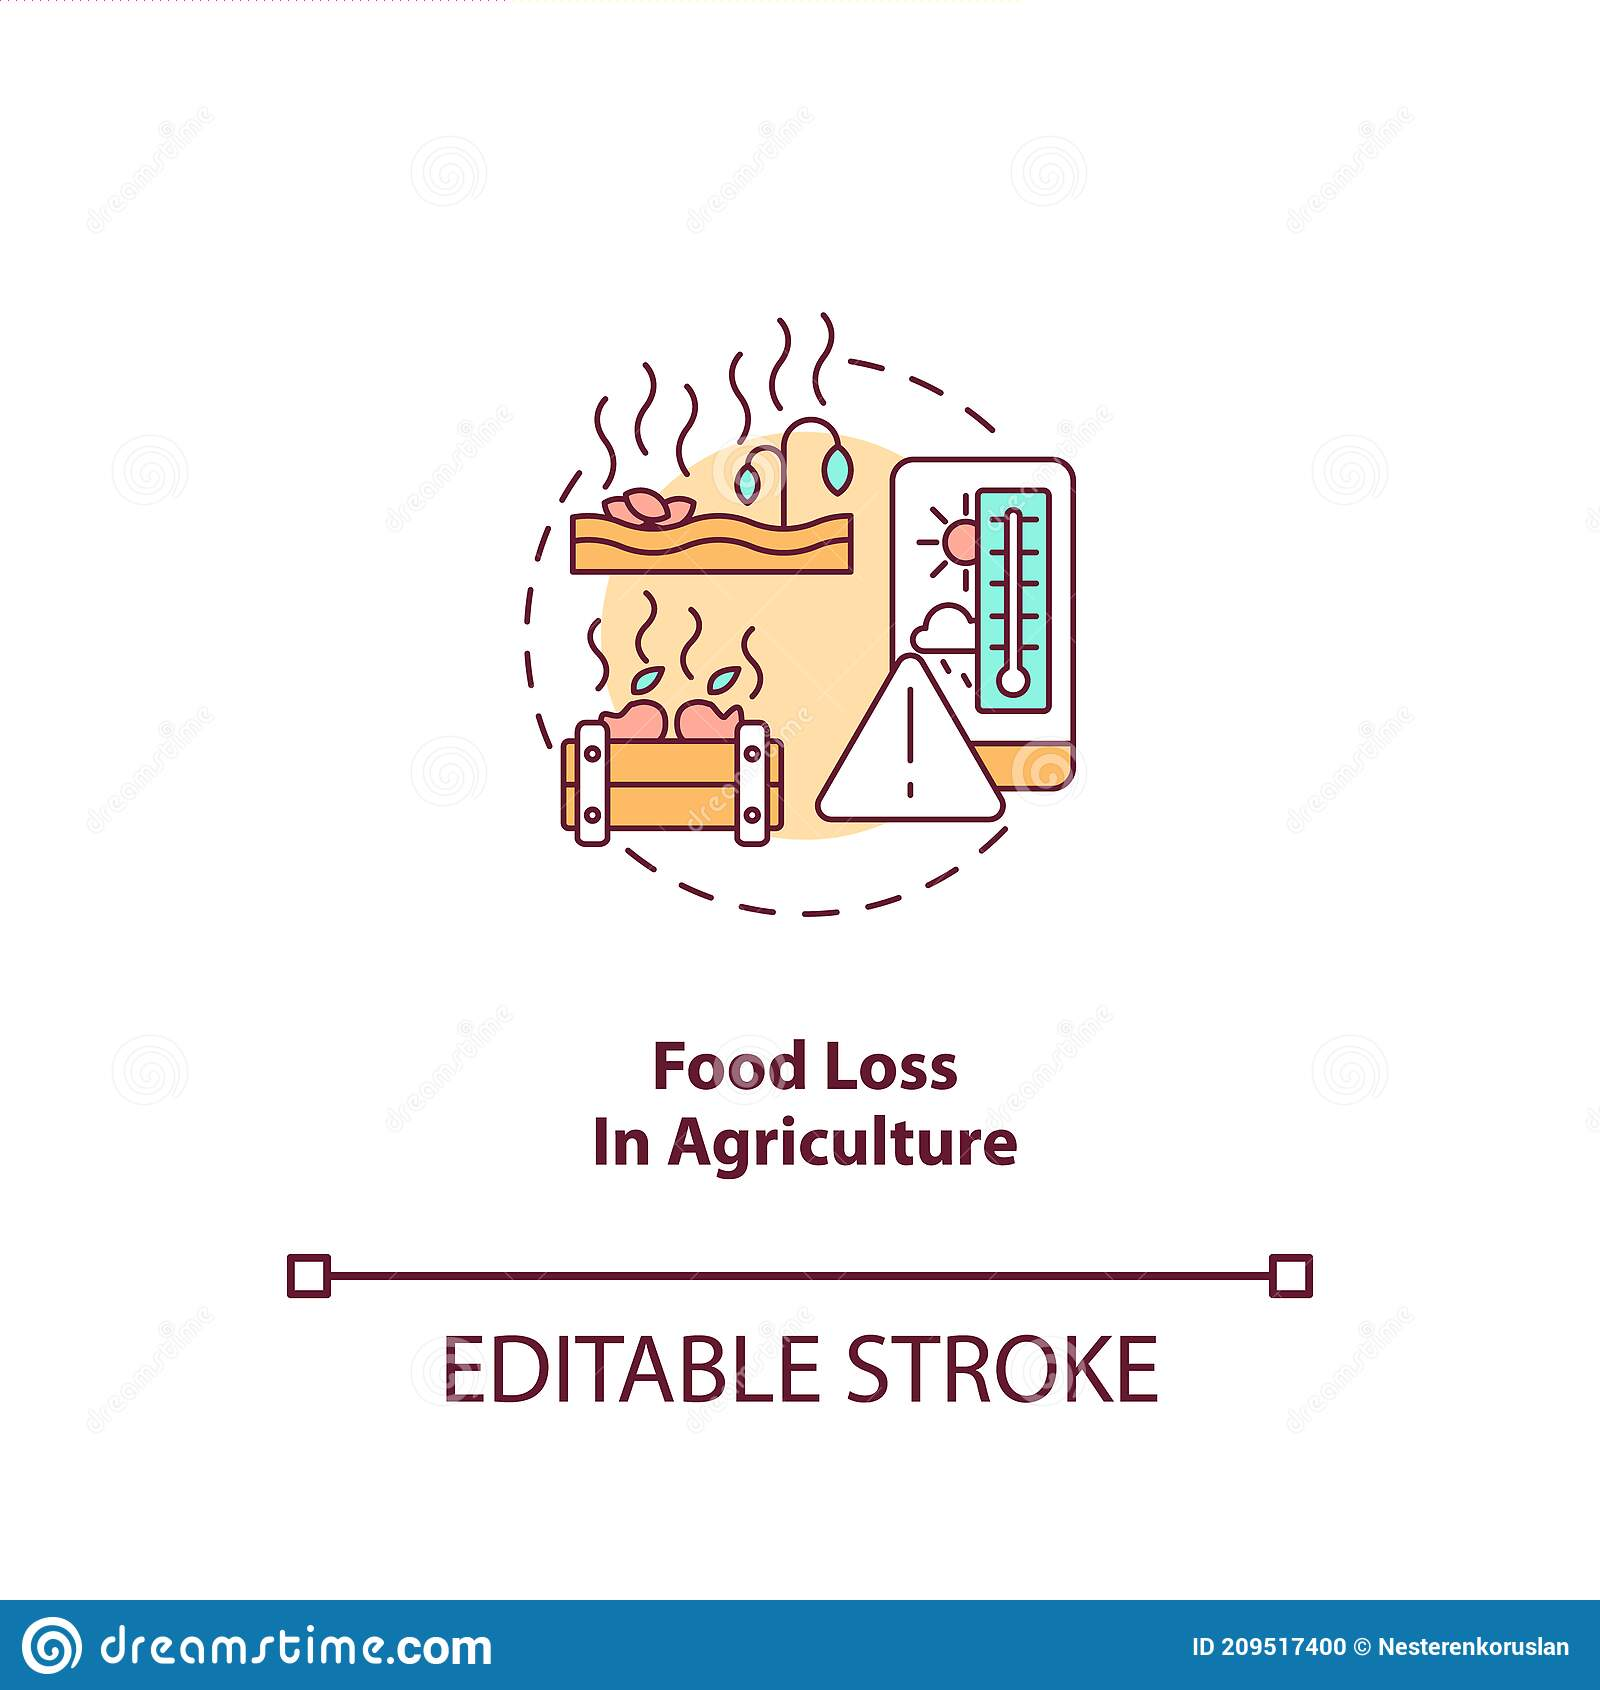 Food Loss
In Agriculture
EDITABLE STROKE
dreamstime.com
ID 209517400 © Nesterenkoruslan